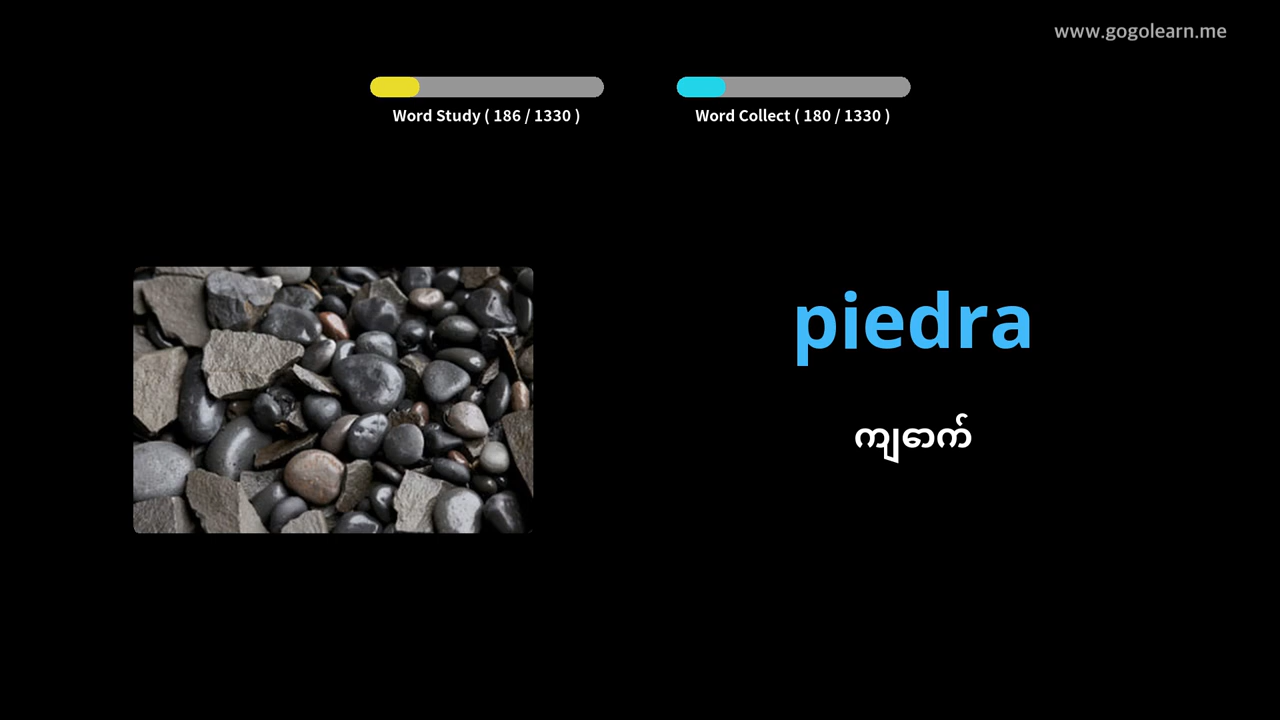 www.gogolearn.me
Word Study ( 186 / 1330 )
Word Collect ( 180 / 1330 )
piedra
ကျောက်